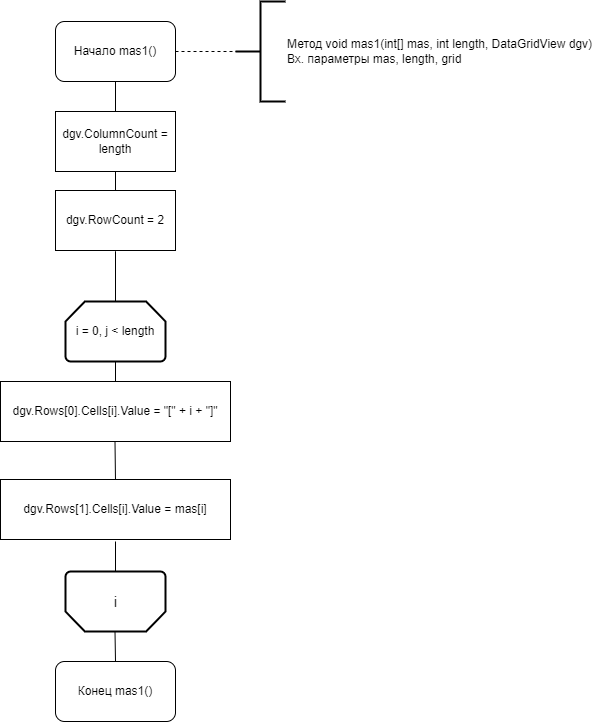 Начало mas1()
Метод void mas1(int[] mas, int length, DataGridView dgv)
Вх. параметры mas, length, grid
dgv.ColumnCount =
length
dgv.RowCount = 2
i = 0, j < length
dgv.Rows[0].Cells[i].Value = "[" + i + "]"
dgv.Rows[1].Cells[i].Value = mas[i]
i
Конец mas1()